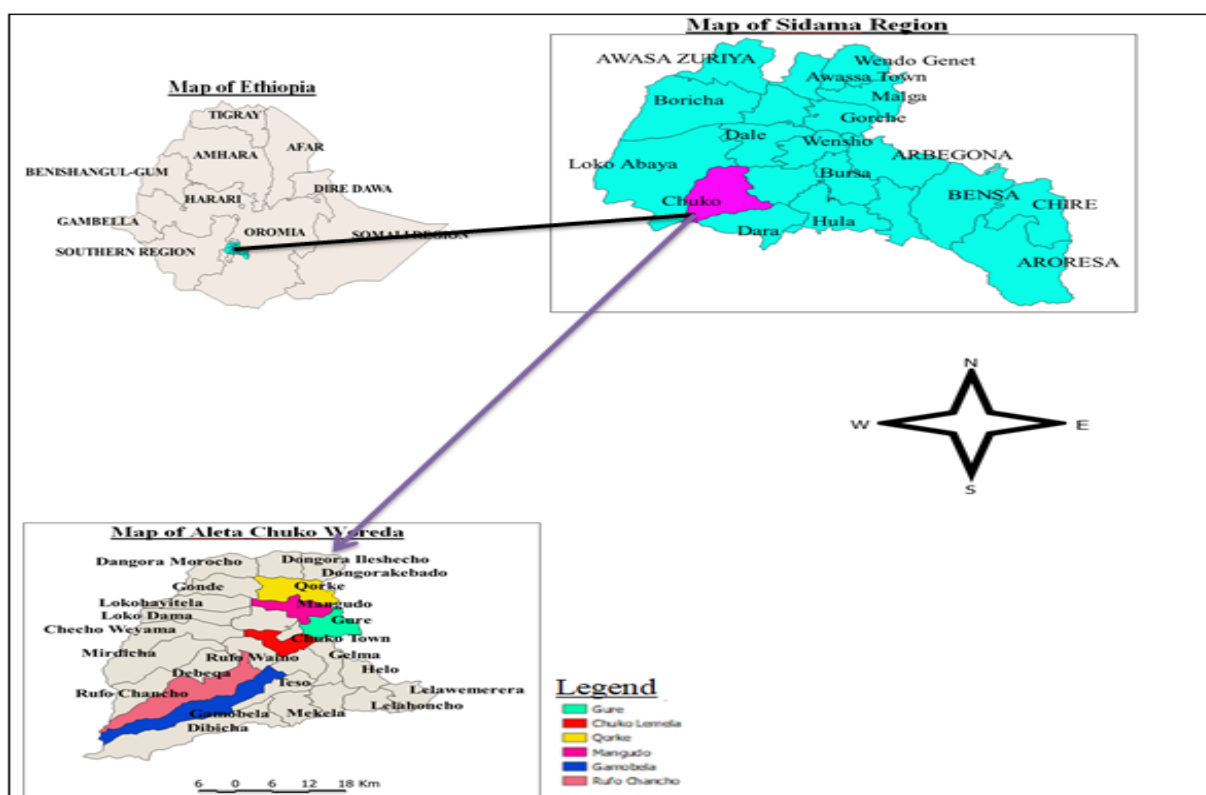 Map of Sidama Region
AWASA ZURIYA
Wendo Genet
Awassa Town
Malga
Boricha
Gorche
Dale
Wensho
ARBEGONA
Loko Abaya
Bursa
BENSA
CHIRE
Chuko
Hula
Dara
ARORESA
Map of Ethiopia
TIGRAY
AFAR
AMHARA
BENISHANGUL-GUM
DIRE DAWA
HARARI
GAMBELLA
OROMIA
SOMALI REGION
SOUTHERN REGION
N
W
E
S
Map of Aleta Chuko Woreda
Dangora Morocho
Dongora Ileshecho
Dongorakebado
Gonde
Qorke
Lokohayitela
Mangudo
Loko Dama
Gure
Checho Weyama
Chuko Town
Mirdicha
Rufo Waino
Gelma
Helo
Debeqa
Teso
Rufo Chancho
Lelawemerera
Lelahoncho
Gamobela
Mekela
Dibicha
6 0 6 12 18 Km
Legend
Gure
Chuko Lemela
Qorke
Mangudo
Gamobela
Rufo Chancho